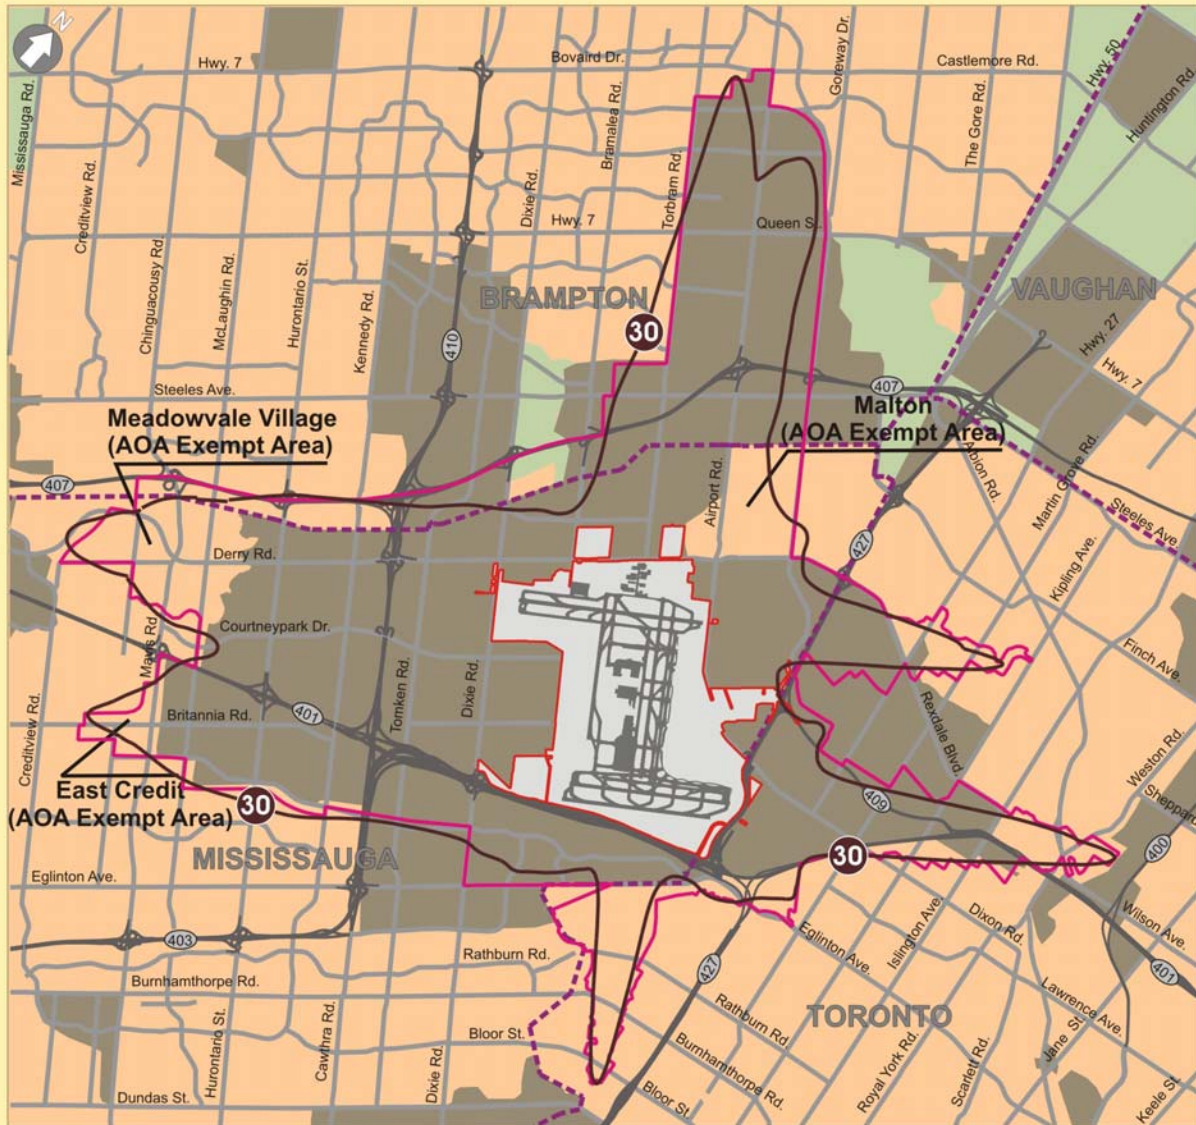 N
Hwy. 7
Bovaird Dr.
Goreway Dr.
Castlemore Rd.
Hwy. 50
Huntington Rd.
Mississauga Rd.
Creditview Rd.
Bramalea Rd.
The Gore Rd.
Dixie Rd.
Torbram Rd.
Hwy. 7
Queen S
Chinguacousy Rd.
McLaughlin Rd.
Hurontario St.
Kennedy Rd.
410
BRAMPTON
30
VAUGHAN
Hwy. 27
Hwy. 7
Steeles Ave.
407
Meadowvale Village
(AOA Exempt Area)
Malton
(AOA Exempt Area)
407
Airport Rd.
Albion Rd.
Martin Grove Rd.
Steeles Ave.
427
Kipling Ave.
Derry Rd.
Courtneypark Dr.
Mavis Rd.
Finch Ave.
Creditview Rd.
Britannia Rd.
401
Tomken Rd.
Dixie Rd.
Rexdale Blvd.
Weston Rd.
Sheppard
East Credit
(AOA Exempt Area)
30
409
30
400
MISSISSAUGA
Eglinton Ave.
403
Rathburn Rd.
Burnhamthorpe Rd.
427
Eglinton Ave.
Islington Ave.
Dixon Rd.
Wilson Ave.
401
Lawrence Ave.
Hurontario St.
Cawthra Rd.
Dixie Rd.
Bloor St.
Rathburn Rd.
TORONTO
Jane St.
Burnhamthorpe Rd.
Royal York Rd.
Scarlett Rd.
Keele St.
Dundas St.
Bloor St.